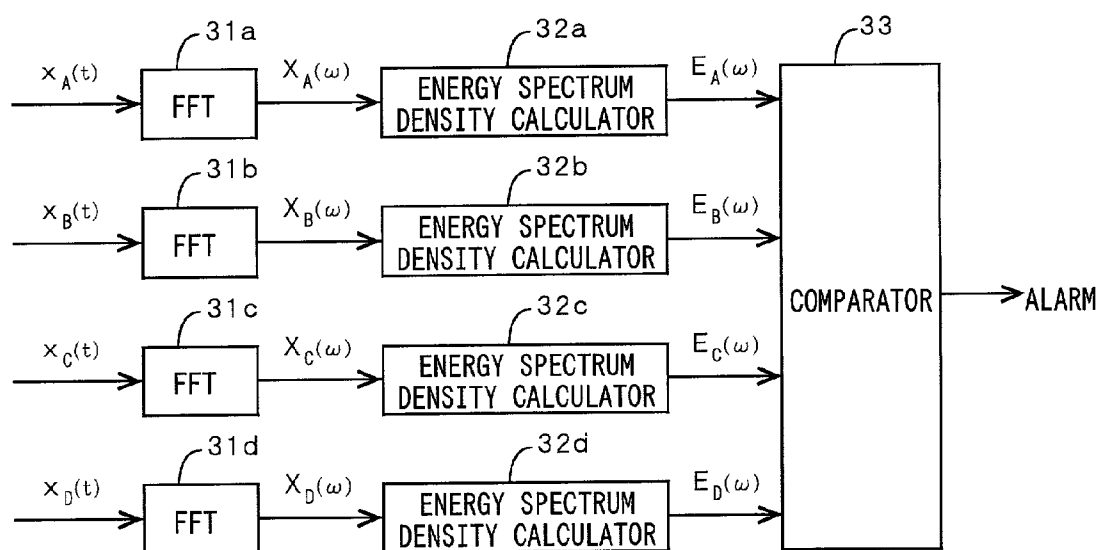 31a
32a
33
x_A(t)
X_A(ω)
E_A(ω)
FFT
ENERGY SPECTRUM
DENSITY CALCULATOR
31b
32b
x_B(t)
X_B(ω)
E_B(ω)
FFT
ENERGY SPECTRUM
DENSITY CALCULATOR
COMPARATOR
ALARM
31c
32c
x_C(t)
X_C(ω)
E_C(ω)
FFT
ENERGY SPECTRUM
DENSITY CALCULATOR
31d
32d
x_D(t)
X_D(ω)
E_D(ω)
FFT
ENERGY SPECTRUM
DENSITY CALCULATOR